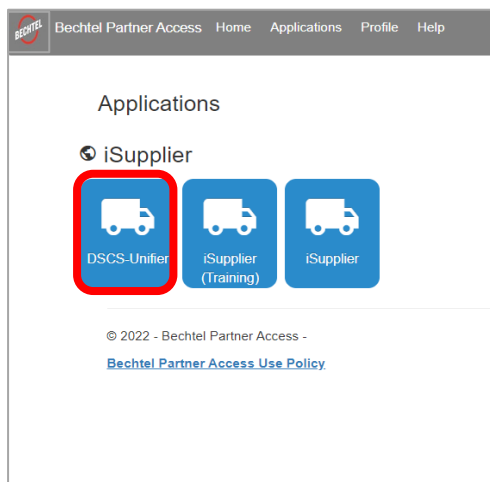 BECHTEL
Bechtel Partner Access Home Applications Profile Help
Applications
iSupplier
DSCS-Unifier
iSupplier
(Training)
iSupplier
© 2022 - Bechtel Partner Access -
Bechtel Partner Access Use Policy